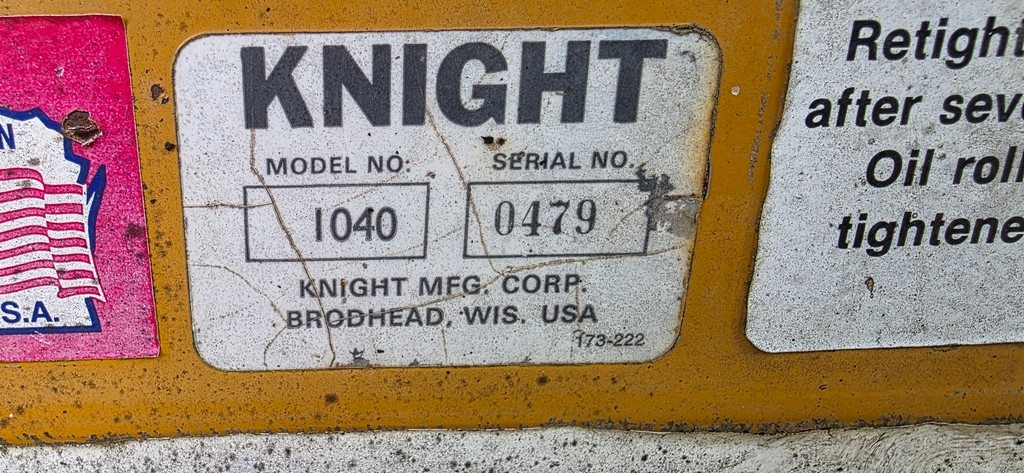 N
S.A.
KNIGHT
MODEL NO:
SERIAL NO.
1040
0479
KNIGHT MFG. CORP.
BRODHEAD, WIS. USA
173-222
Retight
after seve
Oil roll
tightene